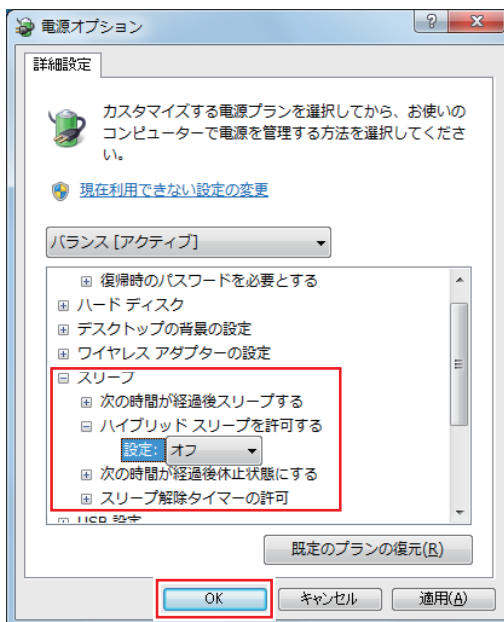 電源オプション
詳細設定
カスタマイズする電源プランを選択してから、お使いの
コンピューターで電源を管理する方法を選択してくださ
い。
現在利用できない設定の変更
バランス [アクティブ]
復帰時のパスワードを必要とする
ハード ディスク
デスクトップの背景の設定
ワイヤレス アダプターの設定
スリープ
次の時間が経過後スリープする
ハイブリッド スリープを許可する
設定: オフ
次の時間が経過後休止状態にする
スリープ解除タイマーの許可
USB 設定
既定のプランの復元(R)
OK キャンセル 適用(A)